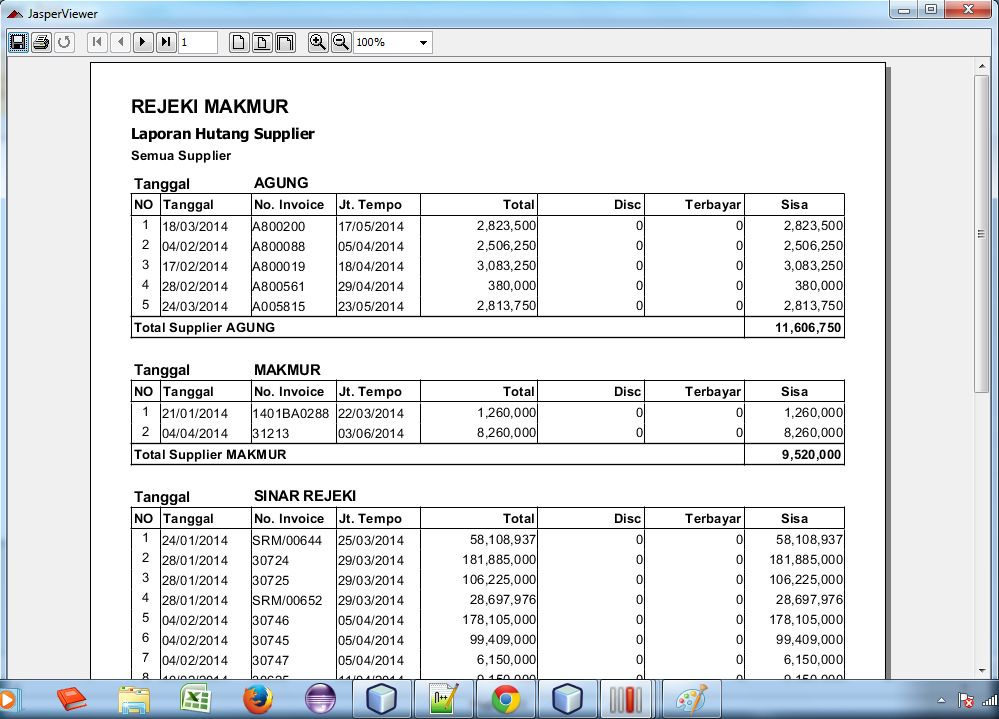 JasperViewer
1
100%
REJEKI MAKMUR
Laporan Hutang Supplier
Semua Supplier
Tanggal AGUNG
NO Tanggal No. Invoice Jt. Tempo Total Disc Terbayar Sisa
1 18/03/2014 A800200 17/05/2014 2,823,500 0 0 2,823,500
2 04/02/2014 A800088 05/04/2014 2,506,250 0 0 2,506,250
3 17/02/2014 A800019 18/04/2014 3,083,250 0 0 3,083,250
4 28/02/2014 A800561 29/04/2014 380,000 0 0 380,000
5 24/03/2014 A005815 23/05/2014 2,813,750 0 0 2,813,750
Total Supplier AGUNG 11,606,750
Tanggal MAKMUR
NO Tanggal No. Invoice Jt. Tempo Total Disc Terbayar Sisa
1 21/01/2014 1401BA0288 22/03/2014 1,260,000 0 0 1,260,000
2 04/04/2014 31213 03/06/2014 8,260,000 0 0 8,260,000
Total Supplier MAKMUR 9,520,000
Tanggal SINAR REJEKI
NO Tanggal No. Invoice Jt. Tempo Total Disc Terbayar Sisa
1 24/01/2014 SRM/00644 25/03/2014 58,108,937 0 0 58,108,937
2 28/01/2014 30724 29/03/2014 181,885,000 0 0 181,885,000
3 28/01/2014 30725 29/03/2014 106,225,000 0 0 106,225,000
4 28/01/2014 SRM/00652 29/03/2014 28,697,976 0 0 28,697,976
5 04/02/2014 30746 05/04/2014 178,105,000 0 0 178,105,000
6 04/02/2014 30745 05/04/2014 99,409,000 0 0 99,409,000
7 04/02/2014 30747 05/04/2014 6,150,000 0 0 6,150,000
8